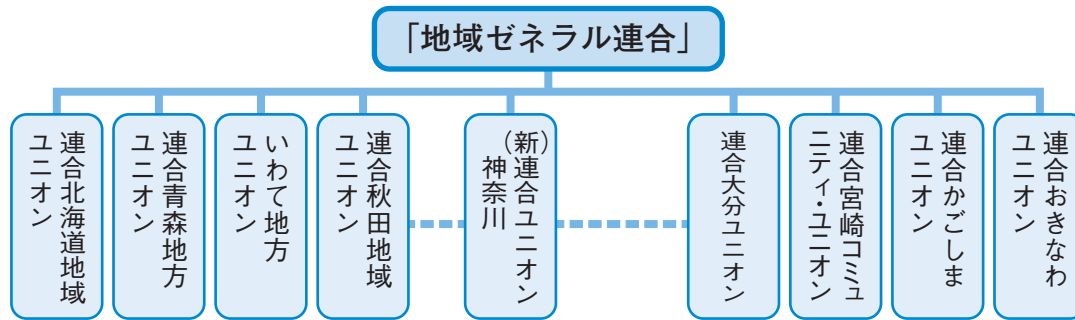 「地域ゼネラル連合」
連合北海道地域
ユニオン
連合青森地方
ユニオン
いわて地方
ユニオン
連合秋田地域
ユニオン
（新）連合ユニオン
神奈川
連合大分ユニオン
連合宮崎コミュ
ニティ・ユニオン
連合かごしま
ユニオン
連合おきなわ
ユニオン